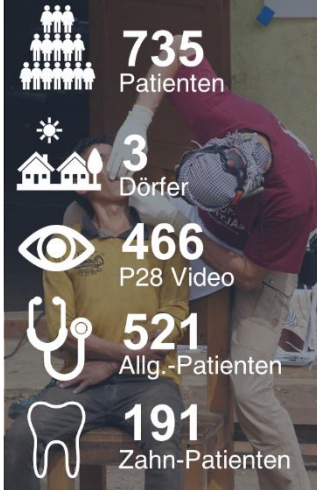 735
Patienten
3
Dörfer
466
P28 Video
521
Allg.-Patienten
191
Zahn-Patienten